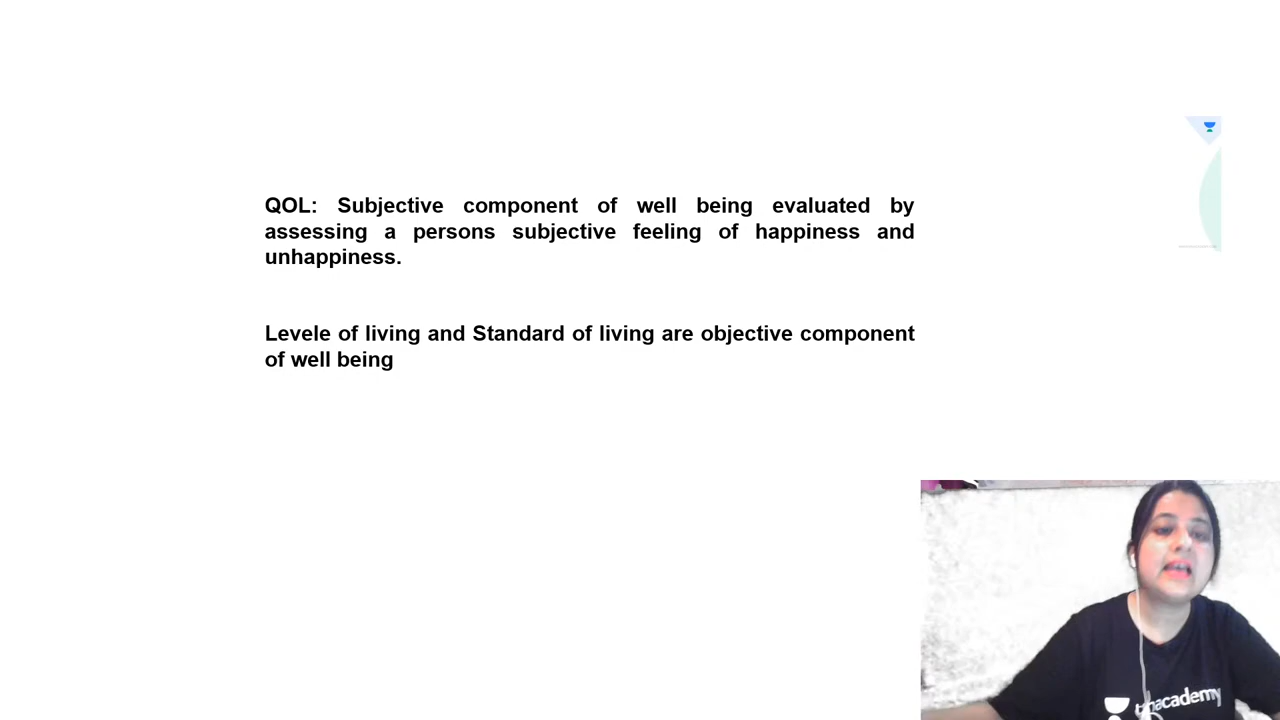 QOL: Subjective component of well being evaluated by
assessing a persons subjective feeling of happiness and
unhappiness.
Levele of living and Standard of living are objective component
of well being
unacademy